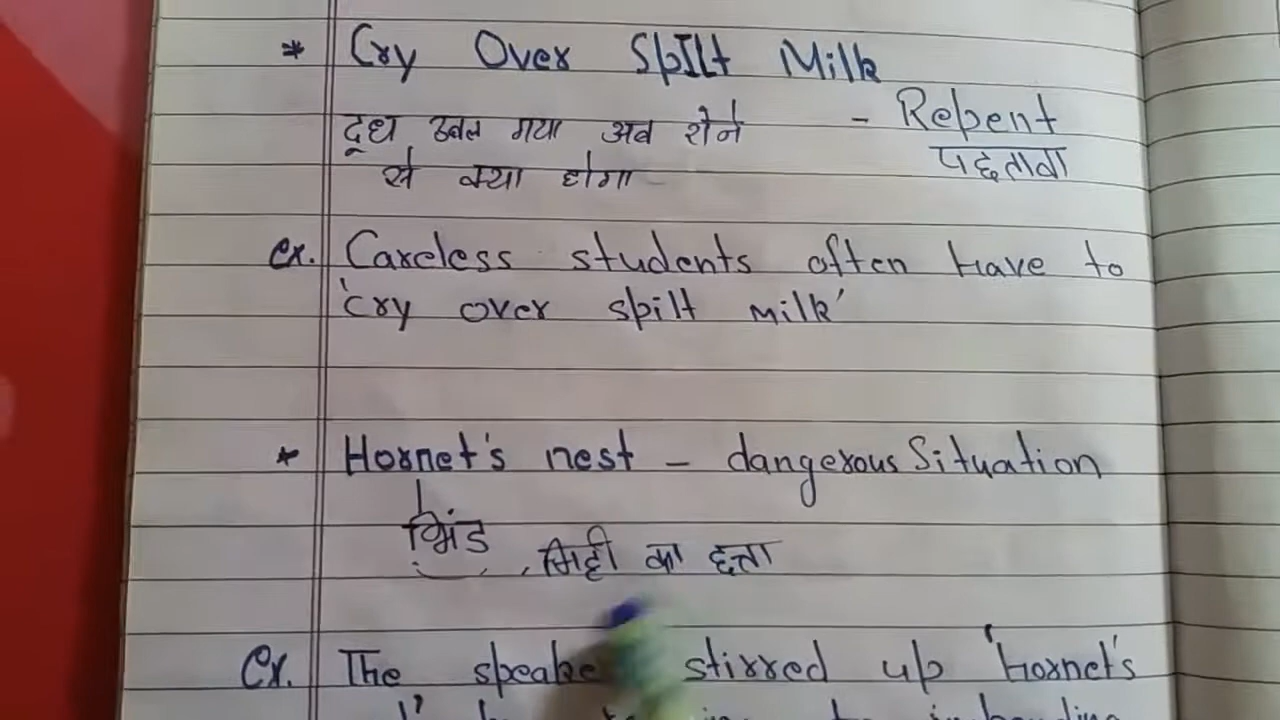 * Cry Over Spilt Milk
दूध उबल गया अब रोने - Repent
से क्या होगा पछतावा
ex. Careless students often have to
'cry over spilt milk'
* Hornet's nest - dangerous Situation
भिंड , मिट्टी का छत्ता
Ex. The speake stirred up 'hornet's